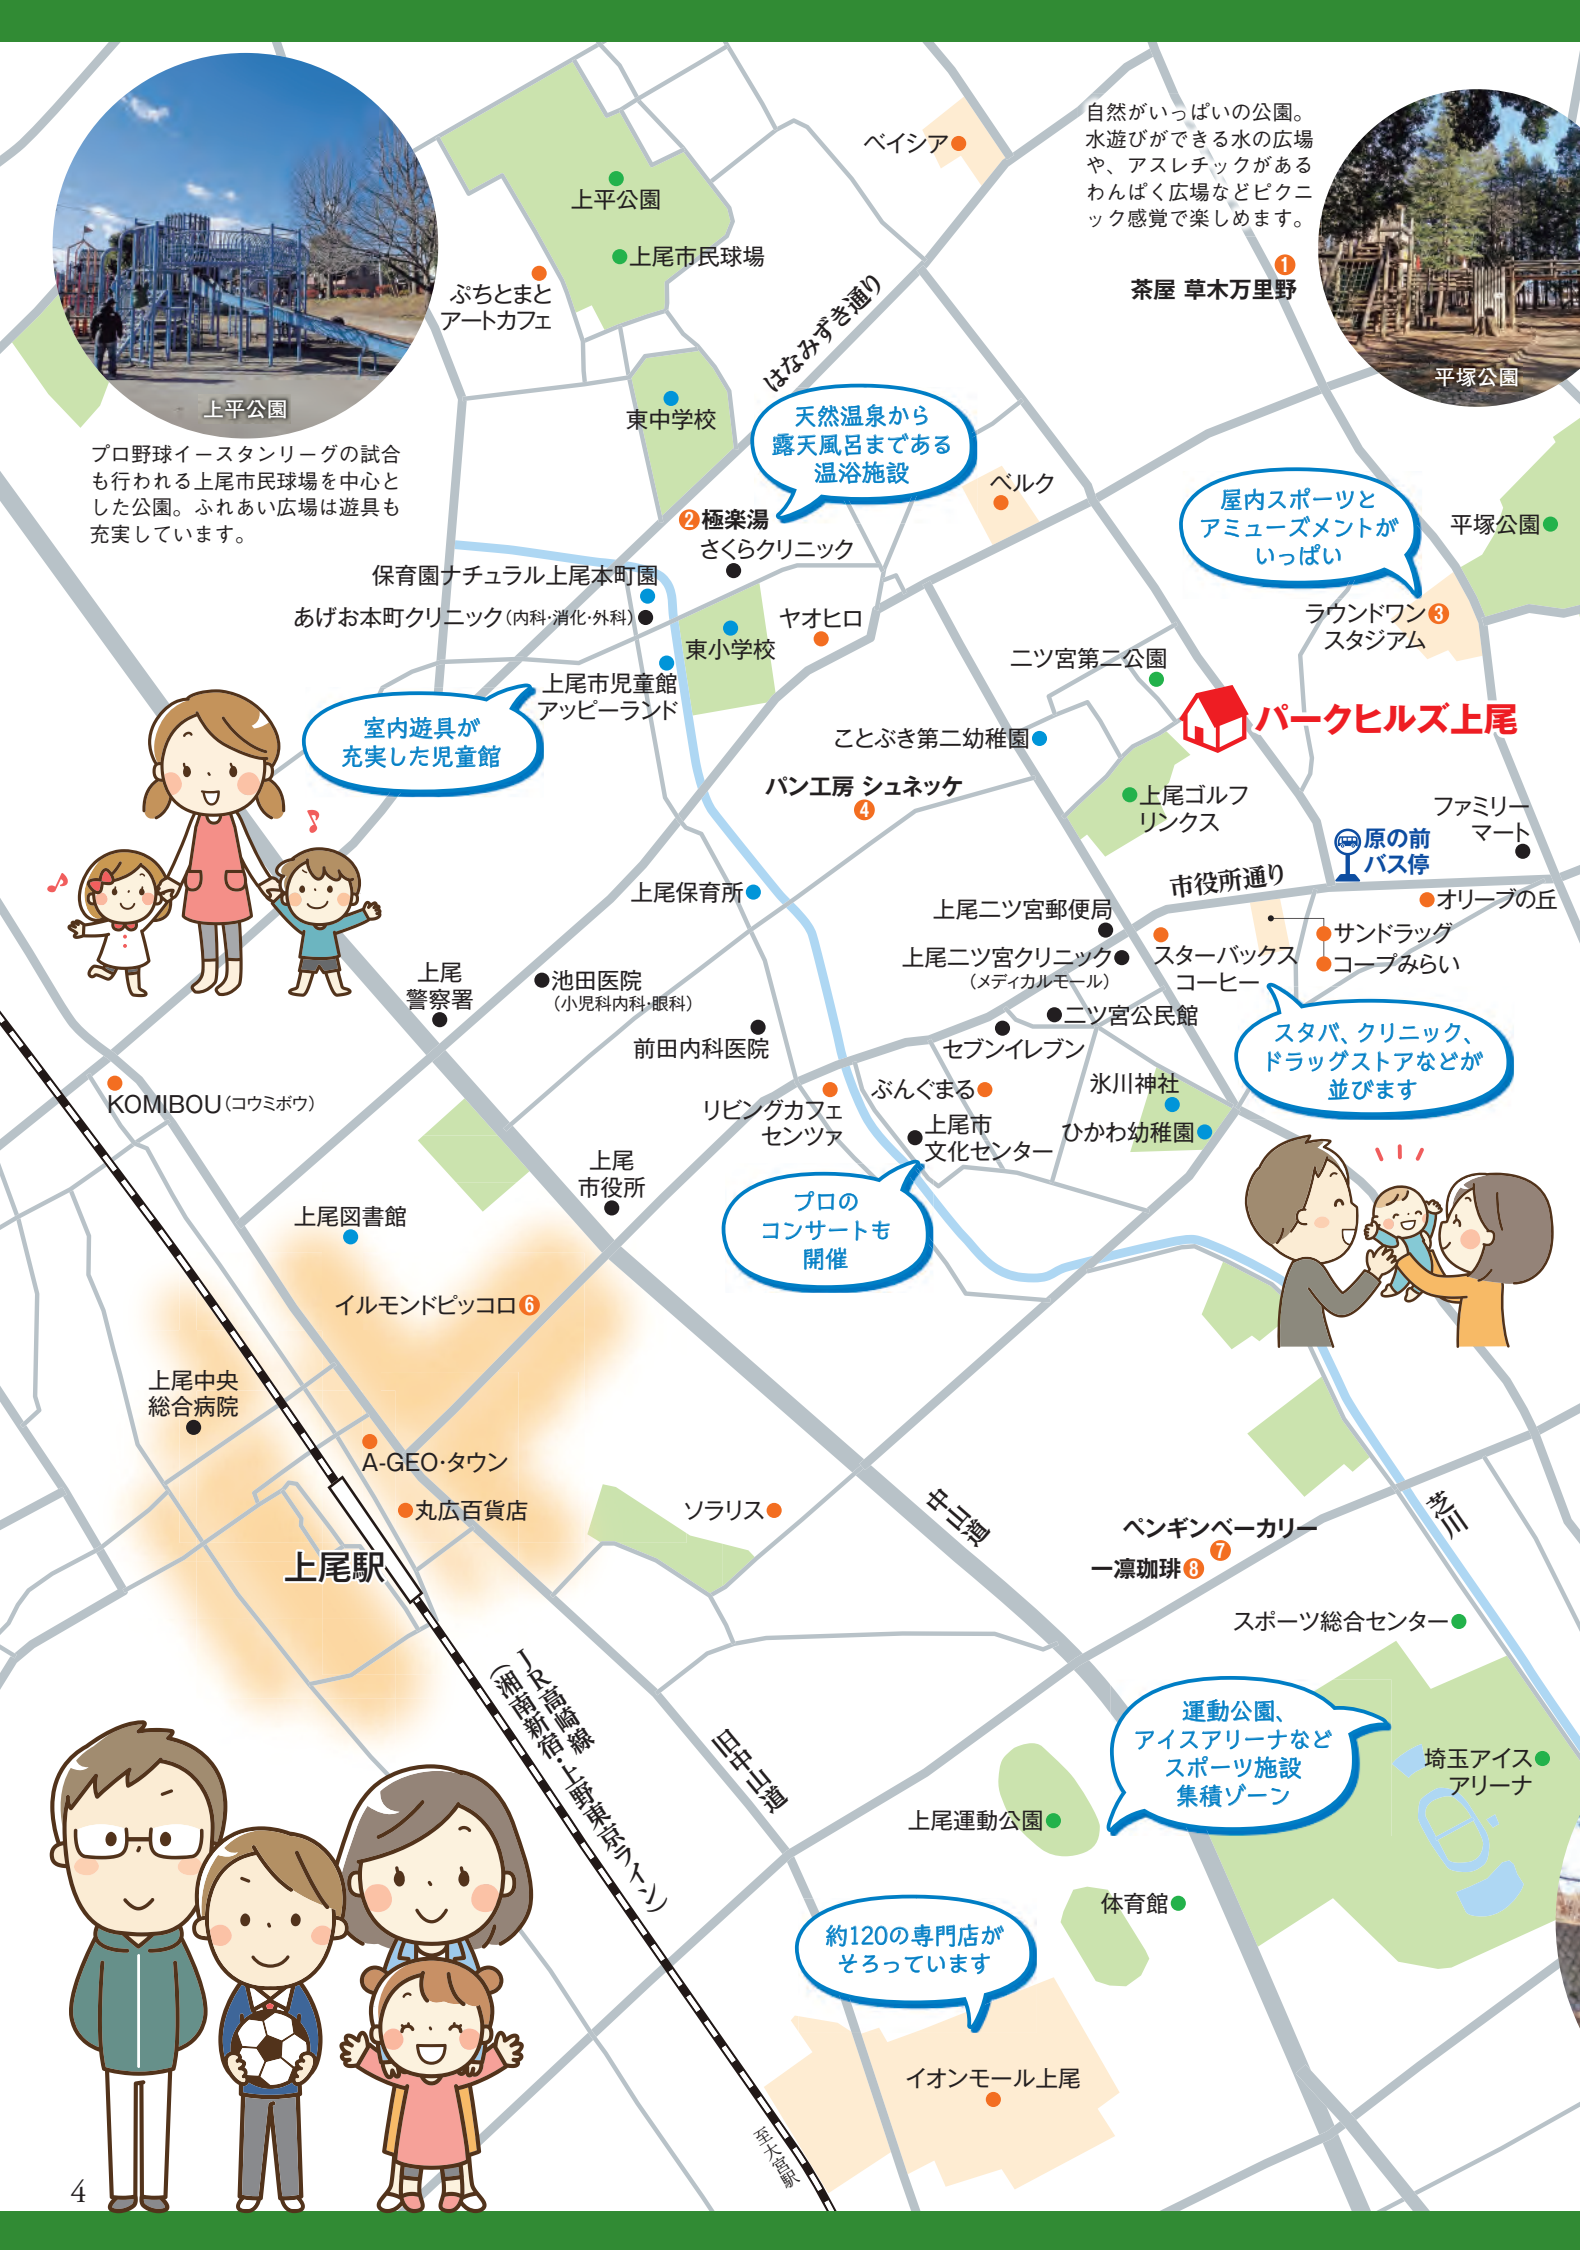 上平公園
プロ野球イースタンリーグの試合
も行われる上尾市民球場を中心と
した公園。ふれあい広場は遊具も
充実しています。
上平公園
上尾市民球場
ぷちとまと
アートカフェ
ベイシア
自然がいっぱいの公園。
水遊びができる水の広場
や、アスレチックがある
わんぱく広場などピクニ
ック感覚で楽しめます。
1
茶屋 草木万里野
平塚公園
はなみずき通り
東中学校
天然温泉から
露天風呂まである
温浴施設
2極楽湯
さくらクリニック
ベルク
屋内スポーツと
アミューズメントが
いっぱい
平塚公園
ラウンドワン3
スタジアム
保育園ナチュラル上尾本町園
あげお本町クリニック(内科・消化・外科)
東小学校
ヤオヒロ
上尾市児童館
アッピーランド
室内遊具が
充実した児童館
二ツ宮第二公園
パークヒルズ上尾
ことぶき第二幼稚園
パン工房 シュネッケ
4
上尾ゴルフ
リンクス
ファミリー
マート
原の前
バス停
市役所通り
オリーブの丘
上尾保育所
上尾二ツ宮郵便局
サンドラッグ
コープみらい
スターバックス
コーヒー
上尾二ツ宮クリニック
(メディカルモール)
上尾
警察署
池田医院
(小児科内科・眼科)
二ツ宮公民館
スタバ、クリニック、
ドラッグストアなどが
並びます
前田内科医院
セブンイレブン
KOMIBOU(コウミボウ)
リビングカフェ
センツァ
ぶんぐまる
氷川神社
上尾市
文化センター
ひかわ幼稚園
上尾
市役所
プロの
コンサートも
開催
上尾図書館
イルモンドピッコロ6
上尾中央
総合病院
A-GEO・タウン
丸広百貨店
上尾駅
ソラリス
中山道
芝川
ペンギンベーカリー
7
一凛珈琲8
スポーツ総合センター
JR高崎線
(湘南新宿・上野東京ライン)
旧中山道
運動公園、
アイスアリーナなど
スポーツ施設
集積ゾーン
埼玉アイス
アリーナ
上尾運動公園
体育館
約120の専門店が
そろっています
イオンモール上尾
至大宮駅
4